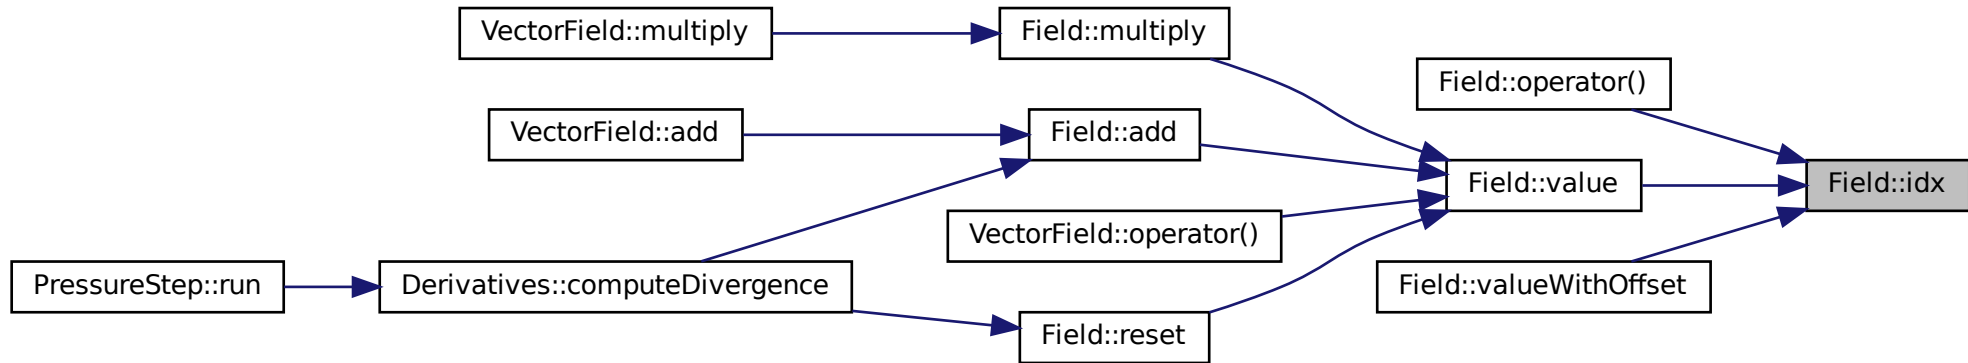 VectorField::multiply
Field::multiply
Field::operator()
VectorField::add
Field::add
Field::value
Field::idx
VectorField::operator()
PressureStep::run
Derivatives::computeDivergence
Field::valueWithOffset
Field::reset